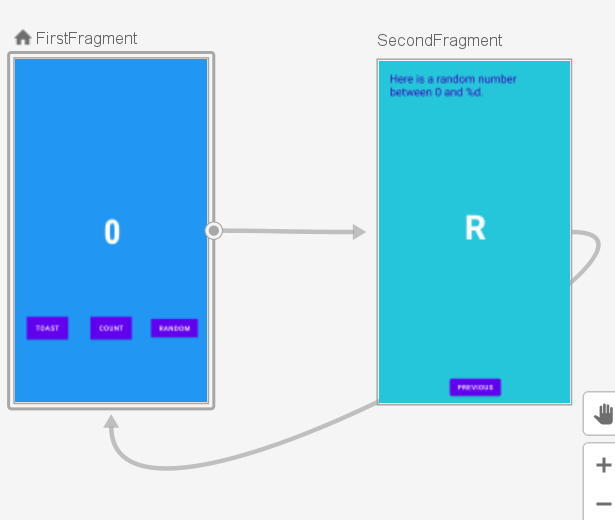 FirstFragment
SecondFragment
Here is a random number
between 0 and %d.
0
R
TOAST
COUNT
RANDOM
PREVIOUS